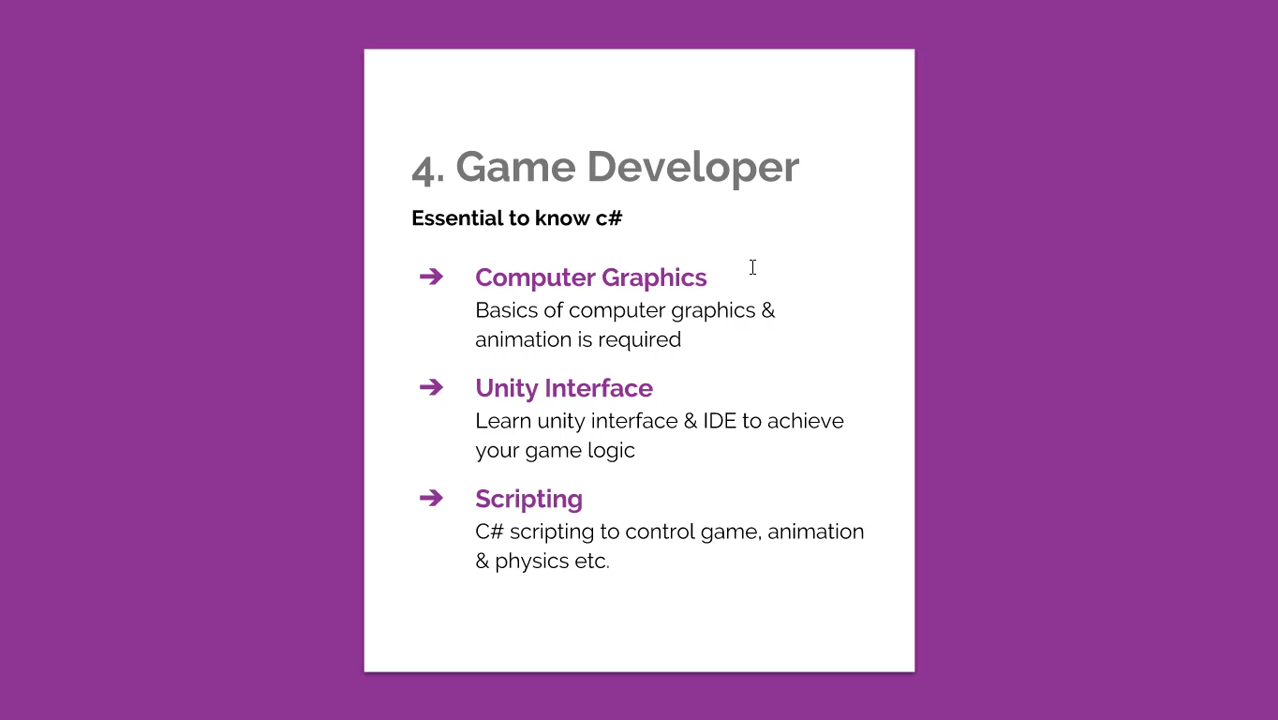 4. Game Developer
Essential to know c#
➔ Computer Graphics
Basics of computer graphics &
animation is required
➔ Unity Interface
Learn unity interface & IDE to achieve
your game logic
➔ Scripting
C# scripting to control game, animation
& physics etc.